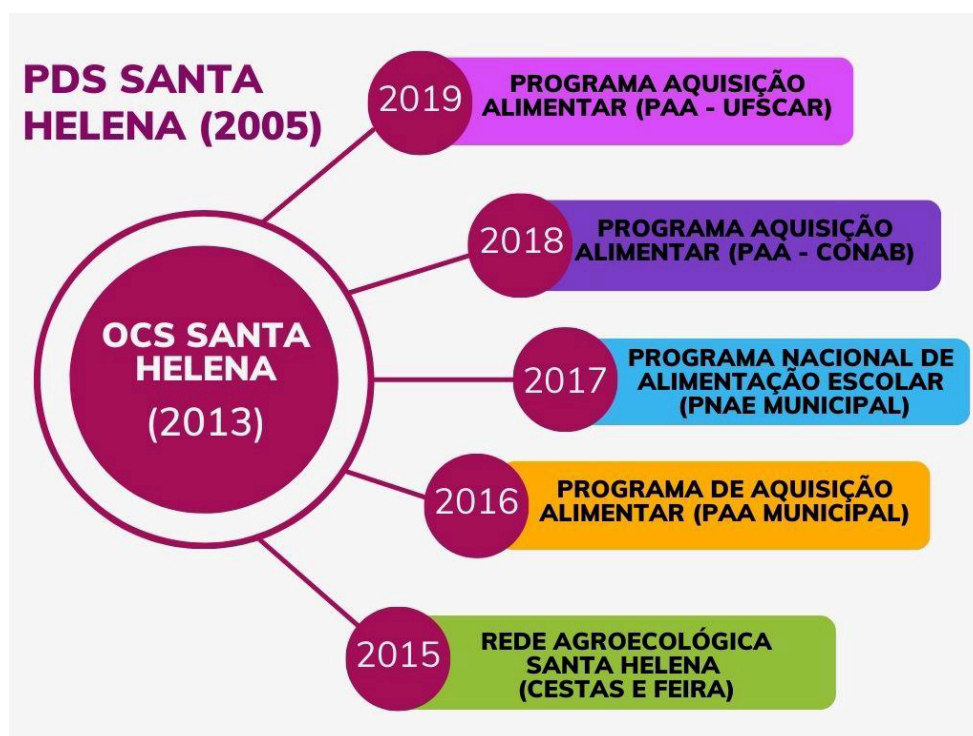 PDS SANTA
HELENA (2005)
2019
PROGRAMA AQUISIÇÃO
ALIMENTAR (PAA - UFSCAR)
2018
PROGRAMA AQUISIÇÃO
ALIMENTAR (PAA - CONAB)
OCS SANTA
HELENA
(2013)
2017
PROGRAMA NACIONAL DE
ALIMENTAÇÃO ESCOLAR
(PNAE MUNICIPAL)
2016
PROGRAMA DE AQUISIÇÃO
ALIMENTAR (PAA MUNICIPAL)
2015
REDE AGROECOLÓGICA
SANTA HELENA
(CESTAS E FEIRA)